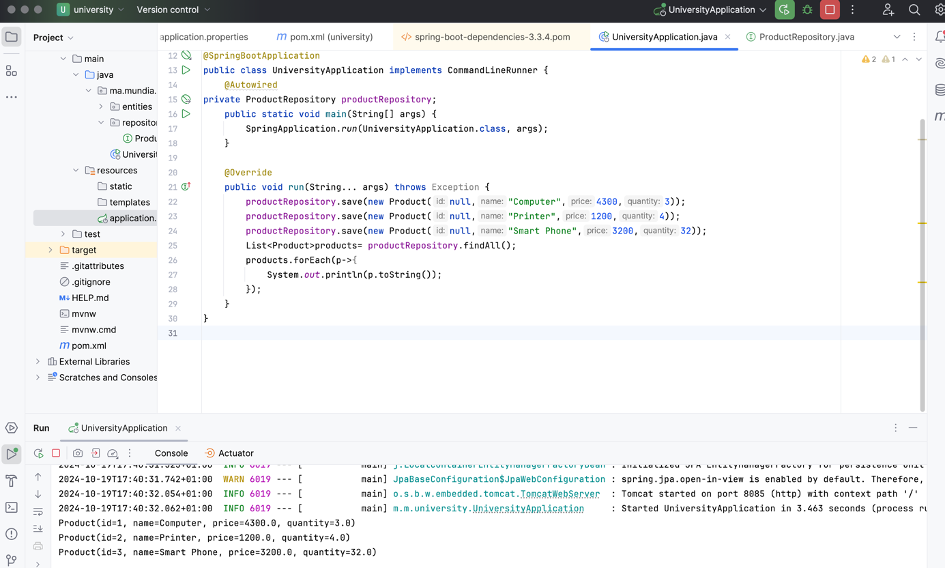 U university Version control UniversityApplication
Project
application.properties pom.xml (university) spring-boot-dependencies-3.3.4.pom UniversityApplication.java ProductRepository.java
main
java
ma.mundia.
entities
repositor
Produ
Universit
resources
static
templates
application.
test
target
.gitattributes
.gitignore
HELP.md
mvnw
mvnw.cmd
pom.xml
External Libraries
Scratches and Consoles
2 1
12 @SpringBootApplication
13 public class UniversityApplication implements CommandLineRunner {
14 @Autowired
15 private ProductRepository productRepository;
16 public static void main(String[] args) {
17 SpringApplication.run(UniversityApplication.class, args);
18 }
19
20 @Override
21 public void run(String... args) throws Exception {
22 productRepository.save(new Product( id: null, name: "Computer", price: 4300, quantity: 3));
23 productRepository.save(new Product( id: null, name: "Printer", price: 1200, quantity: 4));
24 productRepository.save(new Product( id: null, name: "Smart Phone", price: 3200, quantity: 32));
25 List<Product>products= productRepository.findAll();
26 products.forEach(p->{
27 System.out.println(p.toString());
28 });
29 }
30 }
31
Run UniversityApplication
Console Actuator
2024-10-19T17:40:31.742+01:00 WARN 6019 --- [ main] JpaBaseConfiguration$JpaWebConfiguration : spring.jpa.open-in-view is enabled by default. Therefore,
2024-10-19T17:40:32.054+01:00 INFO 6019 --- [ main] o.s.b.w.embedded.tomcat.TomcatWebServer : Tomcat started on port 8085 (http) with context path '/'
2024-10-19T17:40:32.062+01:00 INFO 6019 --- [ main] m.m.university.UniversityApplication : Started UniversityApplication in 3.463 seconds (process ru
Product(id=1, name=Computer, price=4300.0, quantity=3.0)
Product(id=2, name=Printer, price=1200.0, quantity=4.0)
Product(id=3, name=Smart Phone, price=3200.0, quantity=32.0)